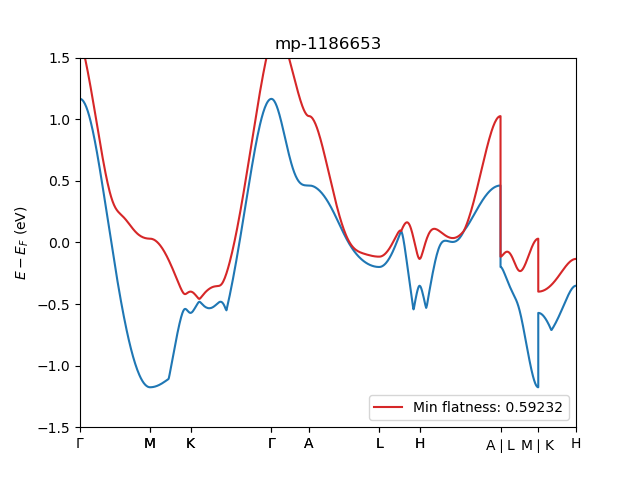 mp-1186653
E − E_F (eV)
1.5
1.0
0.5
0.0
−0.5
−1.0
−1.5
Min flatness: 0.59232
Γ M K Γ A L H A | L M | K H